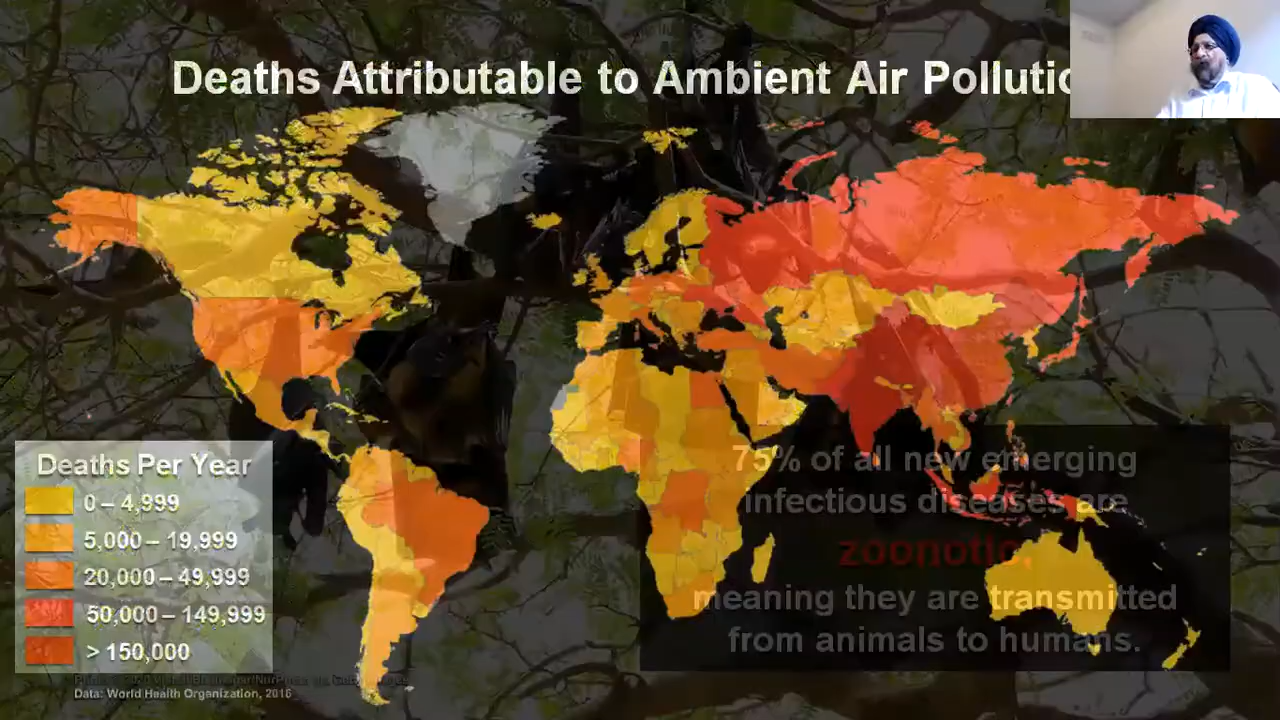 Deaths Attributable to Ambient Air Pollutio
Deaths Per Year
0 – 4,999
5,000 – 19,999
20,000 – 49,999
50,000 – 149,999
> 150,000
Data: World Health Organization, 2016
75% of all new emerging
infectious diseases are
zoonotic,
meaning they are transmitted
from animals to humans.